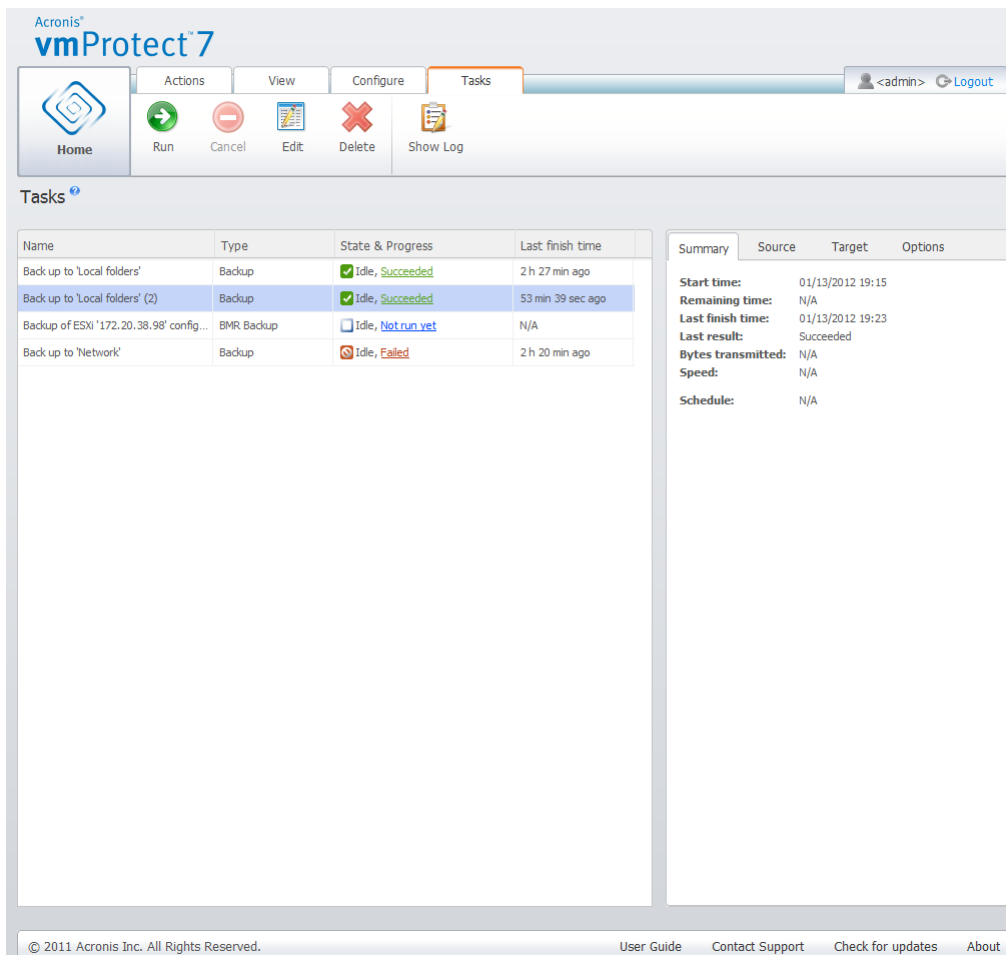 Acronis®
vmProtect™ 7
Actions View Configure Tasks
<admin> Logout
Home
Run Cancel Edit Delete Show Log
Tasks
Name Type State & Progress Last finish time
Back up to 'Local folders' Backup Idle, Succeeded 2 h 27 min ago
Back up to 'Local folders' (2) Backup Idle, Succeeded 53 min 39 sec ago
Backup of ESXi '172.20.38.98' config... BMR Backup Idle, Not run yet N/A
Back up to 'Network' Backup Idle, Failed 2 h 20 min ago
Summary Source Target Options
Start time: 01/13/2012 19:15
Remaining time: N/A
Last finish time: 01/13/2012 19:23
Last result: Succeeded
Bytes transmitted: N/A
Speed: N/A
Schedule: N/A
© 2011 Acronis Inc. All Rights Reserved. User Guide Contact Support Check for updates About